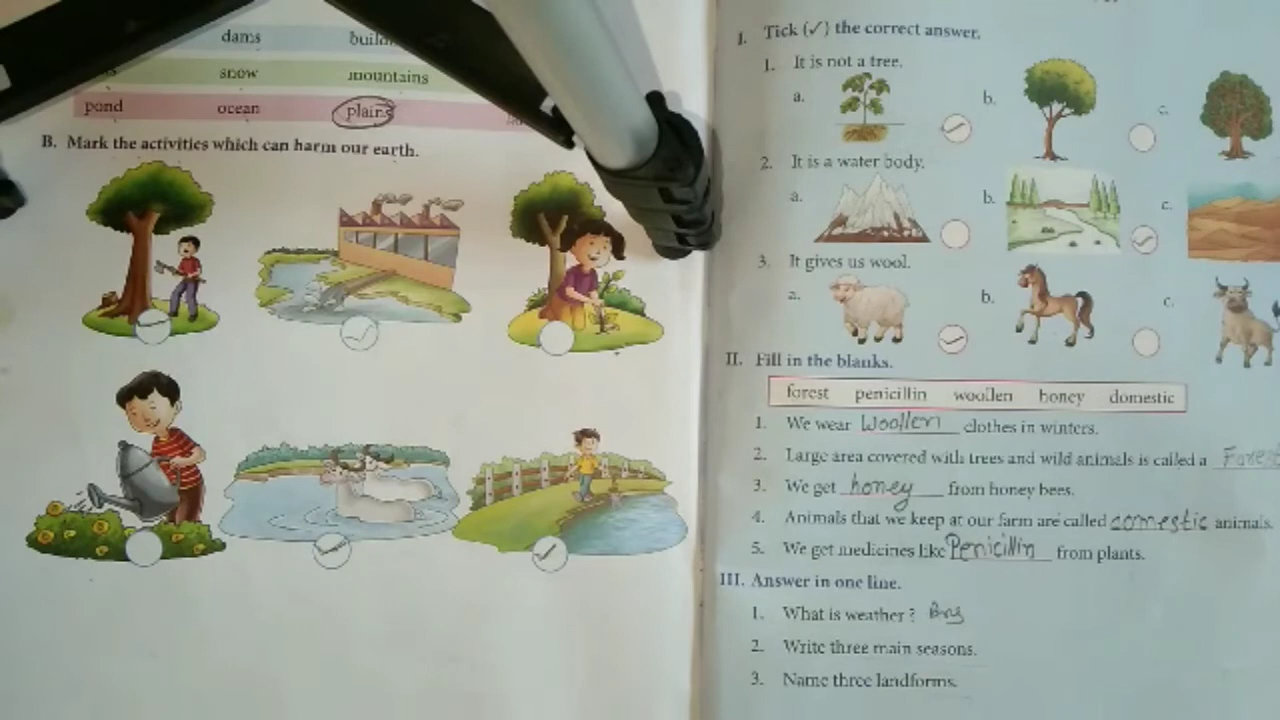 dams
snow mountains
pond ocean plains
B. Mark the activities which can harm our earth.
I. Tick (✓) the correct answer.
1. It is not a tree.
a. b. c.
2. It is a water body.
a. b. c.
3. It gives us wool.
a. b. c.
II. Fill in the blanks.
forest penicillin woollen honey domestic
1. We wear Woollen clothes in winters.
2. Large area covered with trees and wild animals is called a
3. We get honey from honey bees.
4. Animals that we keep at our farm are called comestic animals.
5. We get medicines like Penicillin from plants.
III. Answer in one line.
1. What is weather?
2. Write three main seasons.
3. Name three landforms.